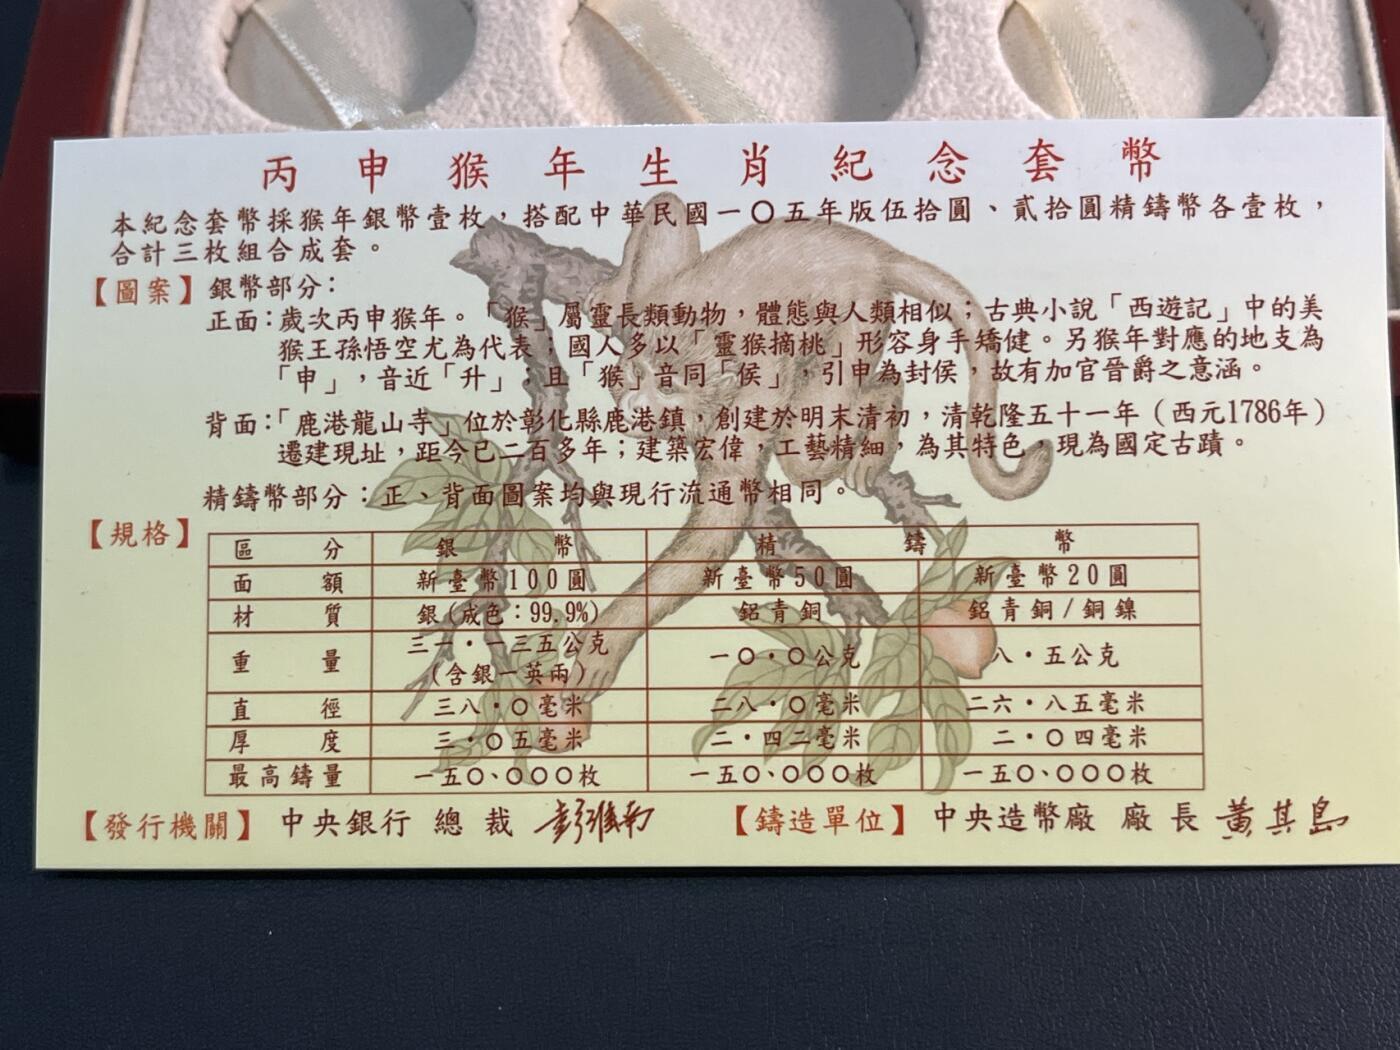 丙申猴年生肖紀念套幣
本紀念套幣採猴年銀幣壹枚，搭配中華民國一〇五年版伍拾圓、貳拾圓精鑄幣各壹枚，
合計三枚組合成套。
【圖案】銀幣部分：
正面：歲次丙申猴年。「猴」屬靈長類動物，體態與人類相似；古典小說「西遊記」中的美
猴王孫悟空尤為代表；國人多以「靈猴摘桃」形容身手矯健。另猴年對應的地支為
「申」，音近「升」，且「猴」音同「侯」，引申為封侯，故有加官晉爵之意涵。
背面：「鹿港龍山寺」位於彰化縣鹿港鎮，創建於明末清初，清乾隆五十一年（西元1786年）
遷建現址，距今已二百多年；建築宏偉，工藝精細，為其特色，現為國定古蹟。
精鑄幣部分：正、背面圖案均與現行流通幣相同。
【規格】
區分 銀幣 精鑄幣
面額 新臺幣100圓 新臺幣50圓 新臺幣20圓
材質 銀(成色：99.9%) 鋁青銅 鋁青銅/銅鎳
重量 三一・一三五公克 一〇・〇公克 八・五公克
(含銀一英兩)
直徑 三八・〇毫米 二八・〇毫米 二六・八五毫米
厚度 三・〇五毫米 二・四二毫米 二・〇四毫米
最高鑄量 一五〇、〇〇〇枚 一五〇、〇〇〇枚 一五〇、〇〇〇枚
【發行機關】中央銀行 總裁 彭淮南 【鑄造單位】中央造幣廠 廠長 黃其島